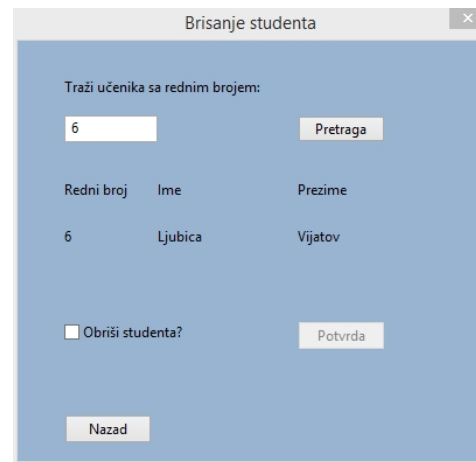 Brisanje studenta
Traži učenika sa rednim brojem:
6 Pretraga
Redni broj Ime Prezime
6 Ljubica Vijatov
Obriši studenta? Potvrda
Nazad